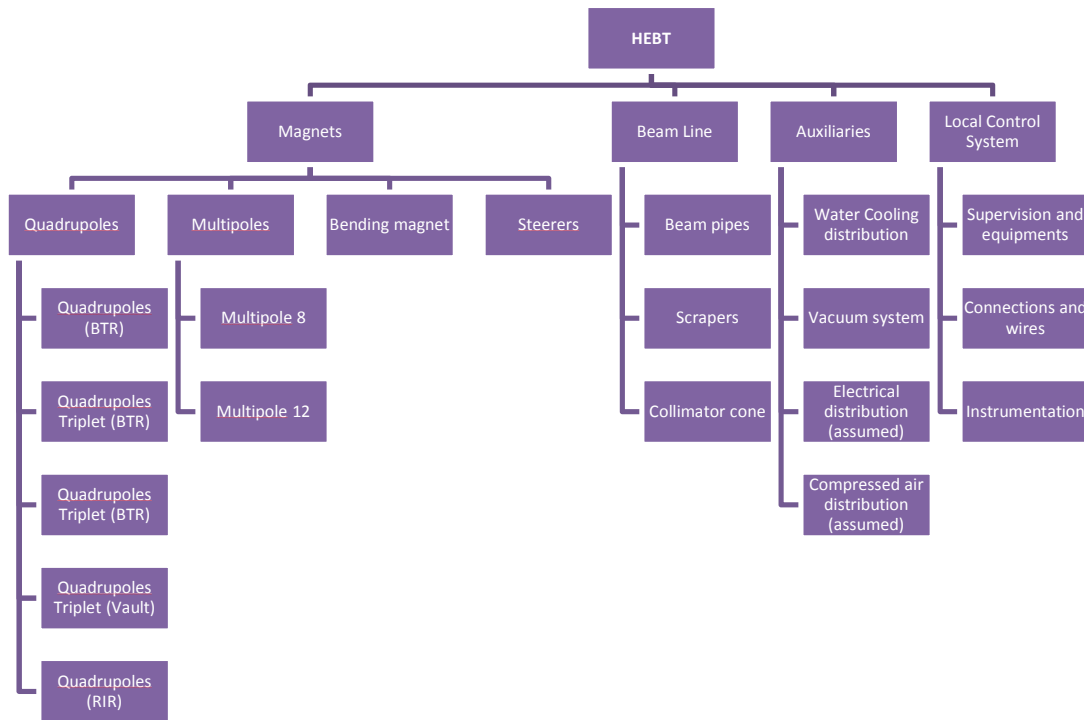 HEBT
Magnets
Beam Line
Auxiliaries
Local Control
System
Quadrupoles
Multipoles
Bending magnet
Steerers
Beam pipes
Water Cooling
distribution
Supervision and
equipments
Quadrupoles
(BTR)
Multipole 8
Scrapers
Vacuum system
Connections and
wires
Quadrupoles
Triplet (BTR)
Multipole 12
Collimator cone
Electrical
distribution
(assumed)
Instrumentation
Quadrupoles
Triplet (BTR)
Compressed air
distribution
(assumed)
Quadrupoles
Triplet (Vault)
Quadrupoles
(RIR)